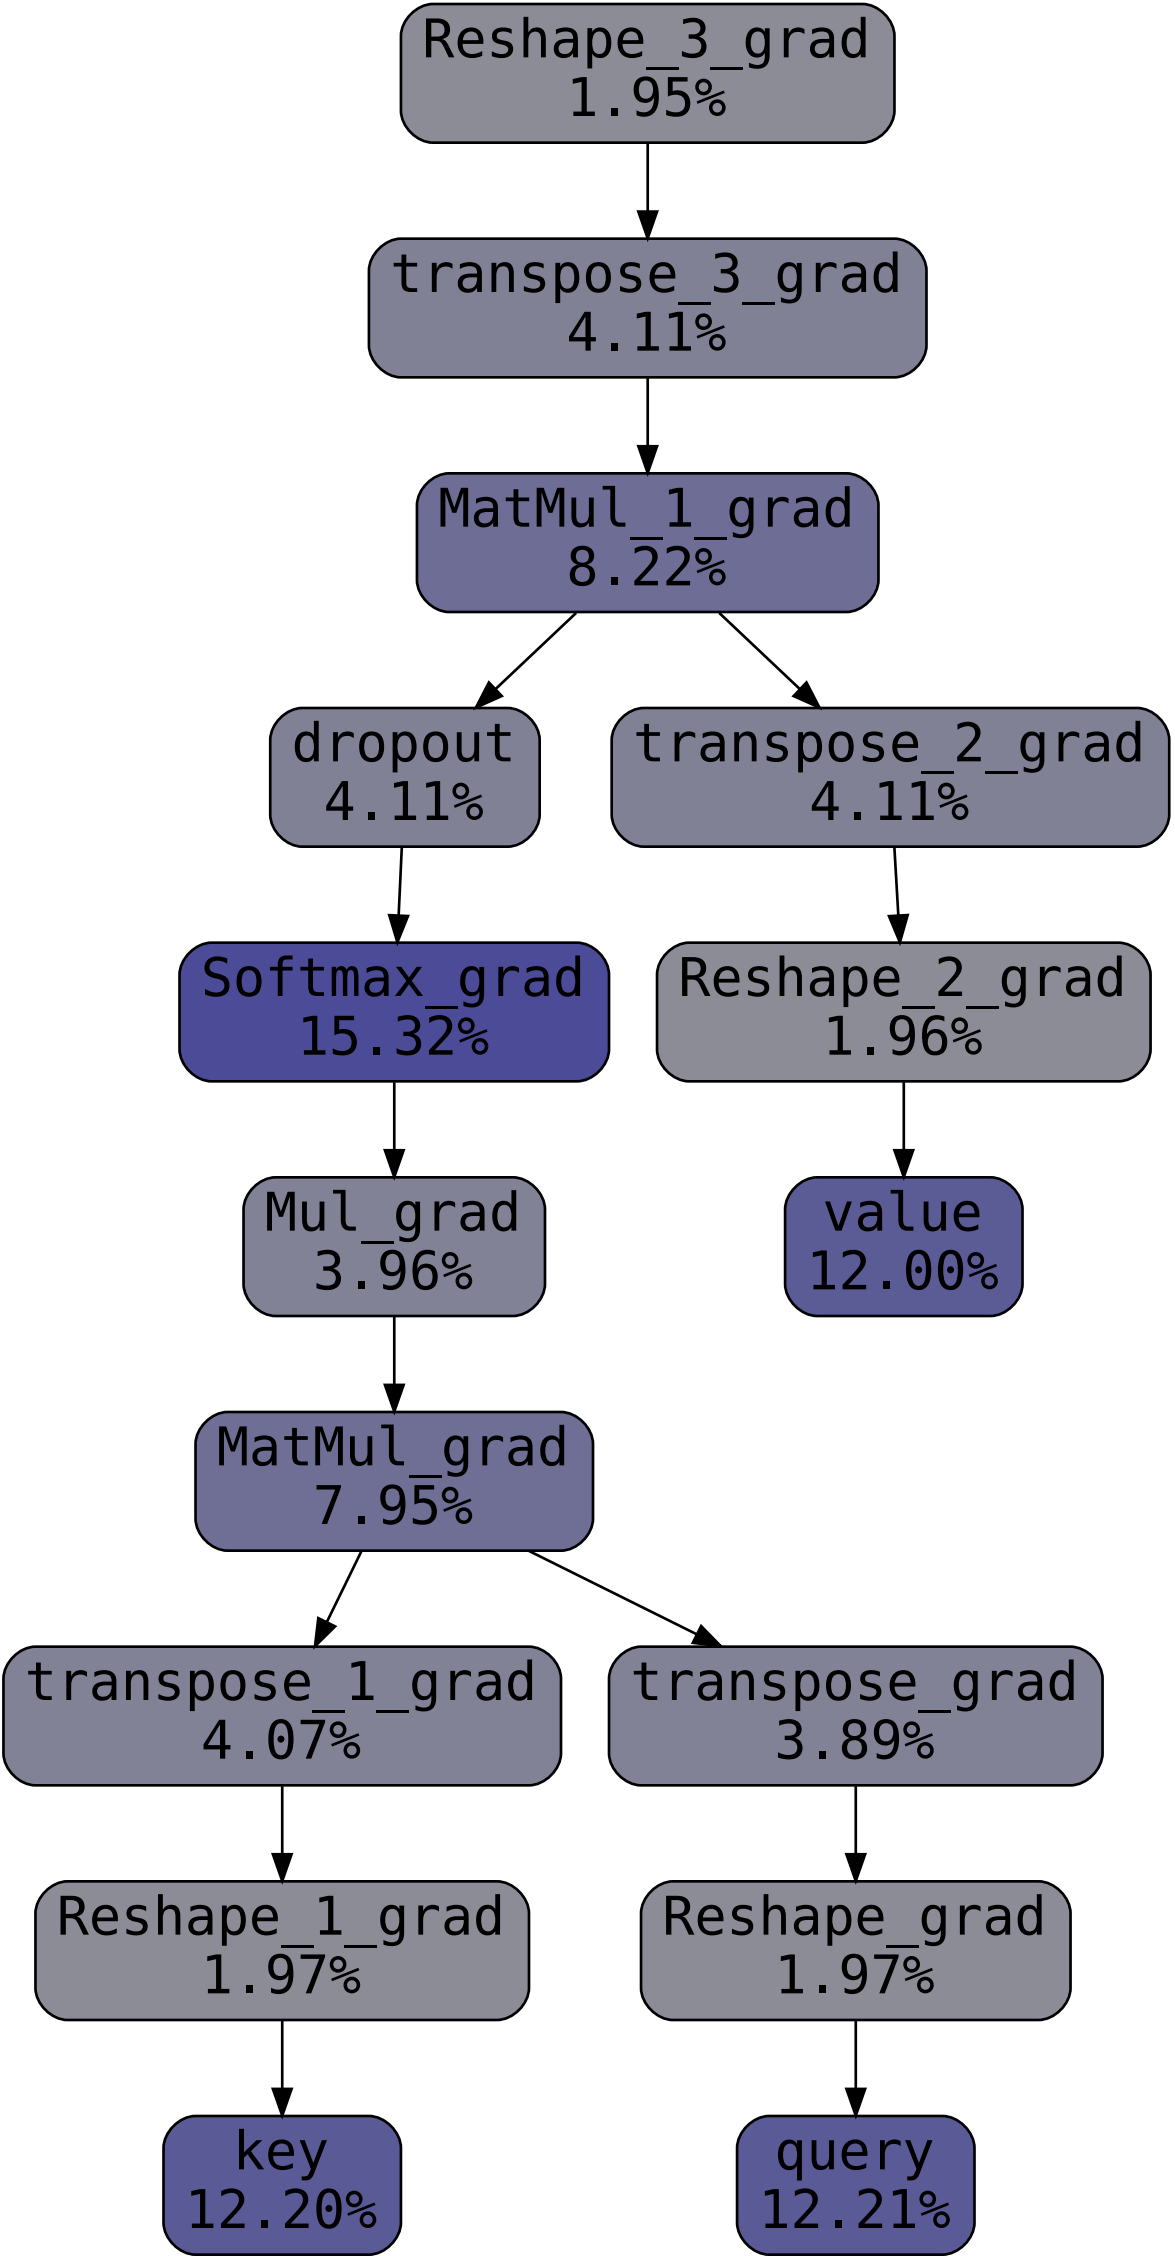 Reshape_3_grad
1.95%
transpose_3_grad
4.11%
MatMul_1_grad
8.22%
dropout
4.11%
transpose_2_grad
4.11%
Softmax_grad
15.32%
Reshape_2_grad
1.96%
Mul_grad
3.96%
value
12.00%
MatMul_grad
7.95%
transpose_1_grad
4.07%
transpose_grad
3.89%
Reshape_1_grad
1.97%
Reshape_grad
1.97%
key
12.20%
query
12.21%